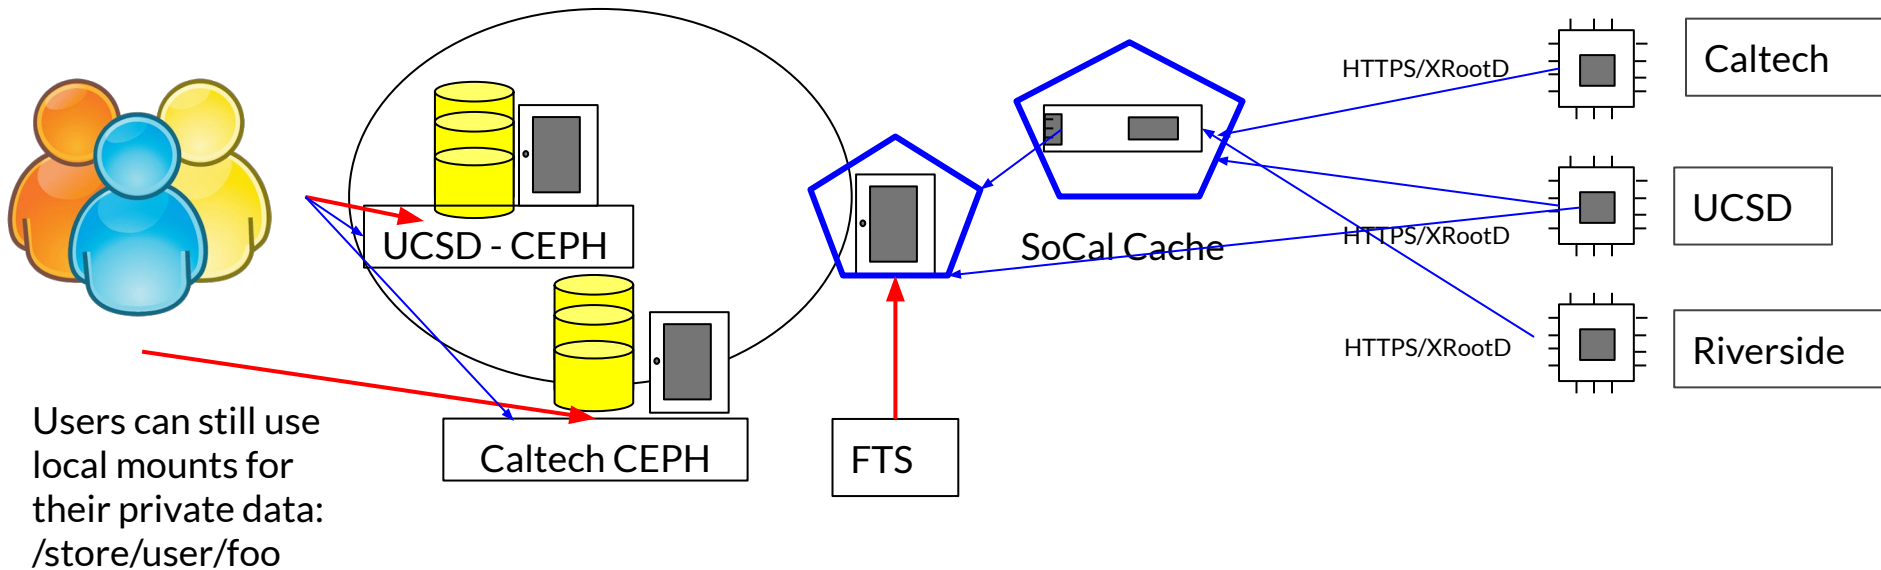 HTTPS/XRootD
Caltech
UCSD - CEPH
SoCal Cache
HTTPS/XRootD
UCSD
HTTPS/XRootD
Riverside
Users can still use
local mounts for
their private data:
/store/user/foo
Caltech CEPH
FTS